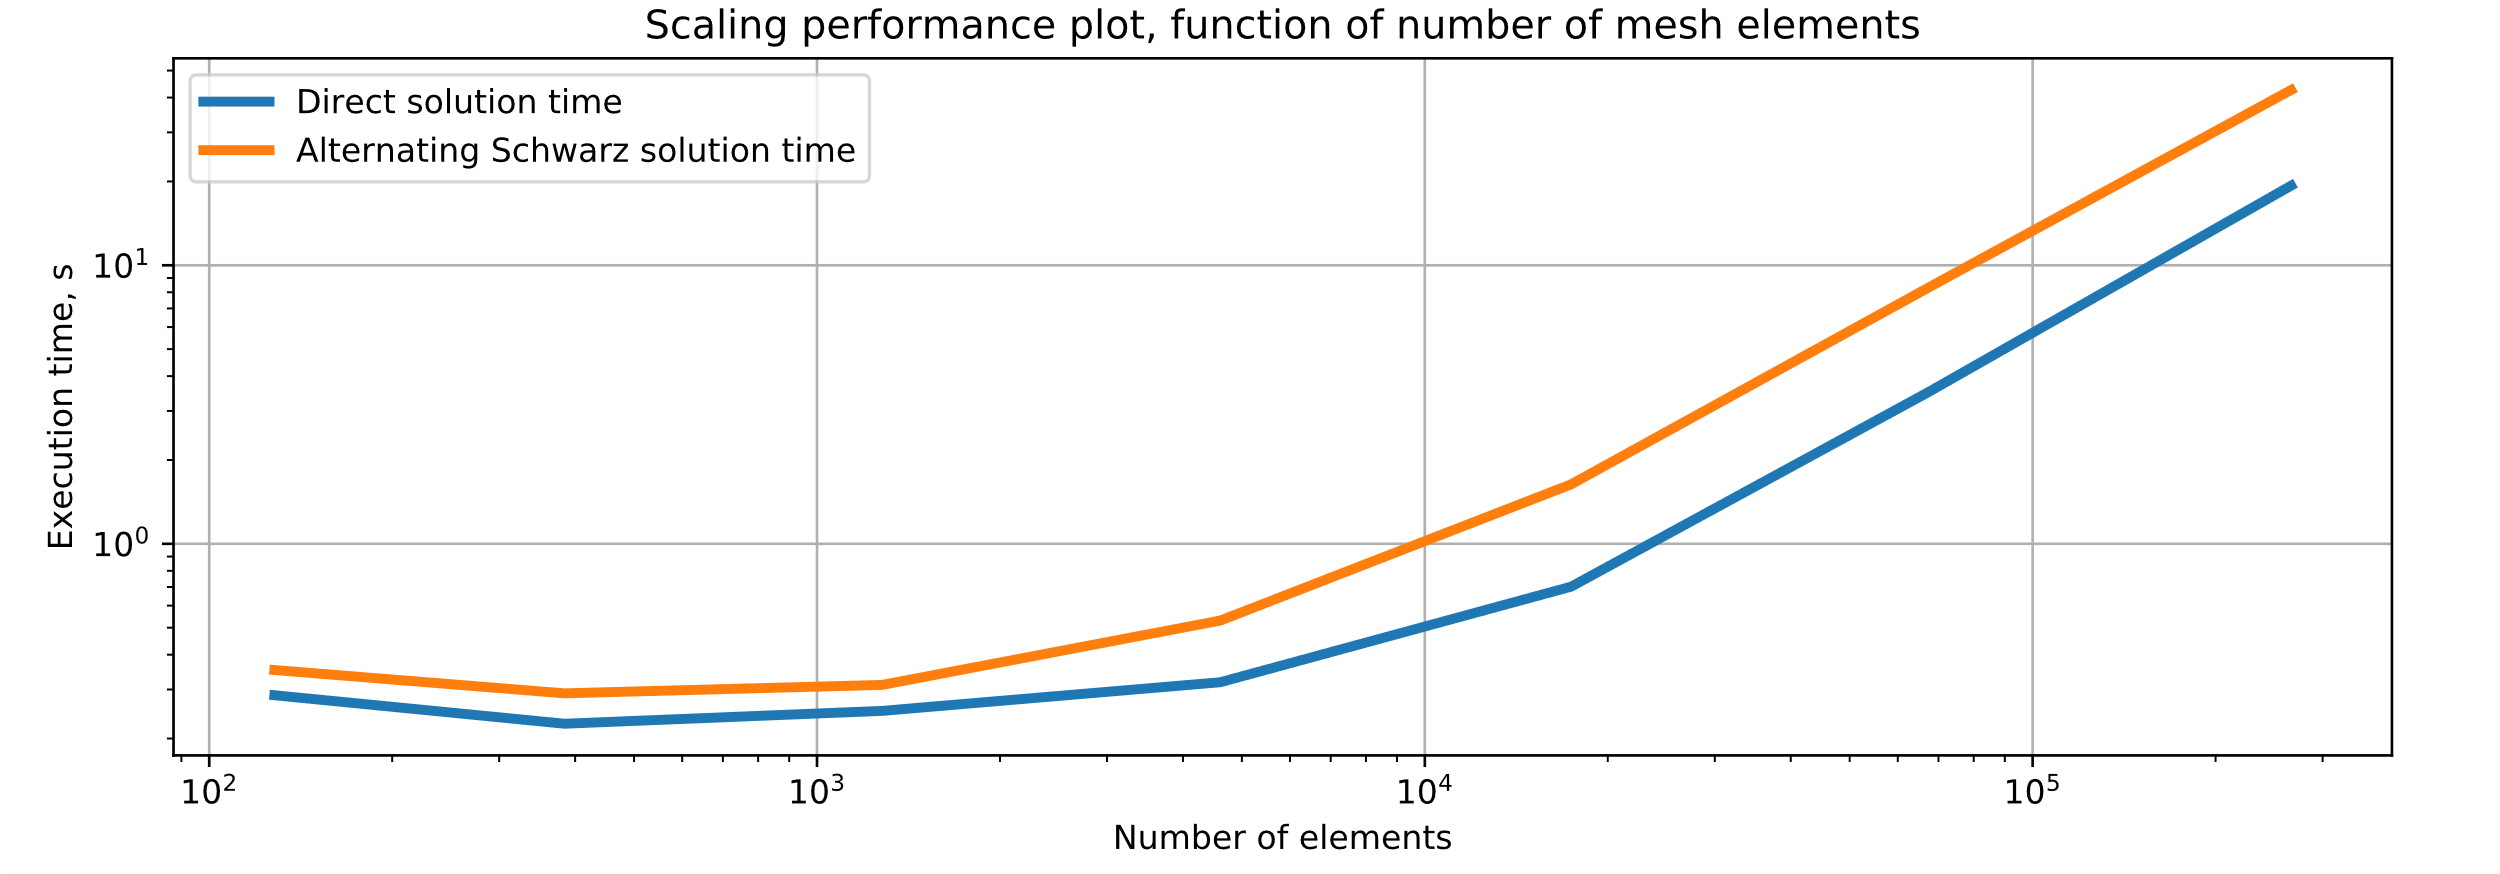 Scaling performance plot, function of number of mesh elements
Direct solution time
Alternating Schwarz solution time
Execution time, s
10¹
10⁰
10² 10³ 10⁴ 10⁵
Number of elements